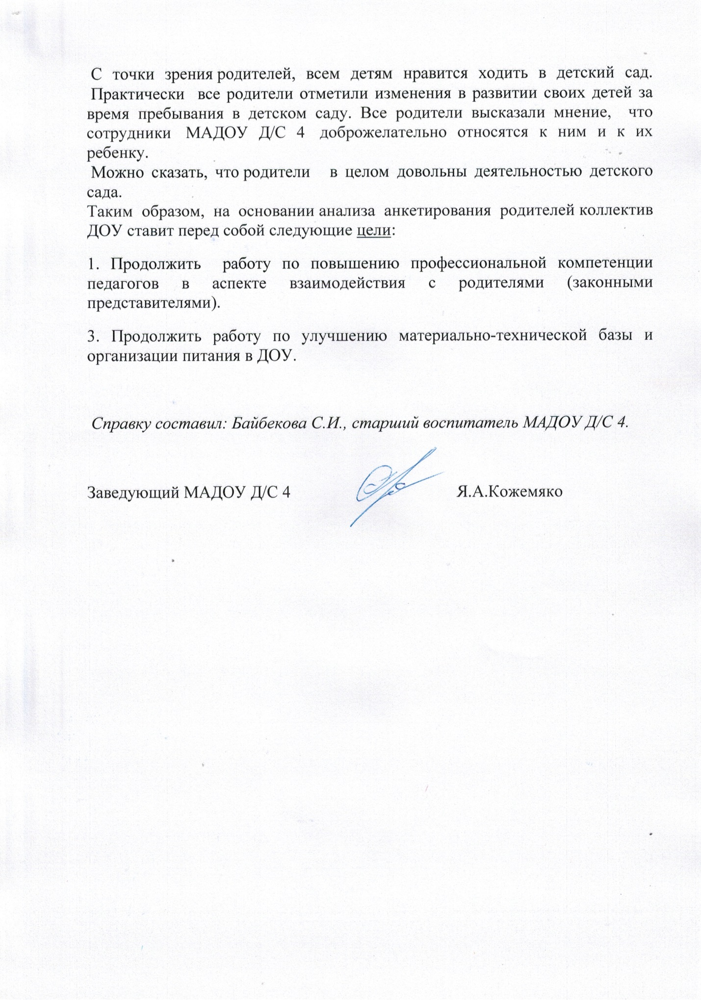 С точки зрения родителей, всем детям нравится ходить в детский сад.
Практически все родители отметили изменения в развитии своих детей за
время пребывания в детском саду. Все родители высказали мнение, что
сотрудники МАДОУ Д/С 4 доброжелательно относятся к ним и к их
ребенку.
Можно сказать, что родители в целом довольны деятельностью детского
сада.
Таким образом, на основании анализа анкетирования родителей коллектив
ДОУ ставит перед собой следующие цели:
1. Продолжить работу по повышению профессиональной компетенции
педагогов в аспекте взаимодействия с родителями (законными
представителями).
3. Продолжить работу по улучшению материально-технической базы и
организации питания в ДОУ.
Справку составил: Байбекова С.И., старший воспитатель МАДОУ Д/С 4.
Заведующий МАДОУ Д/С 4 Я.А.Кожемяко